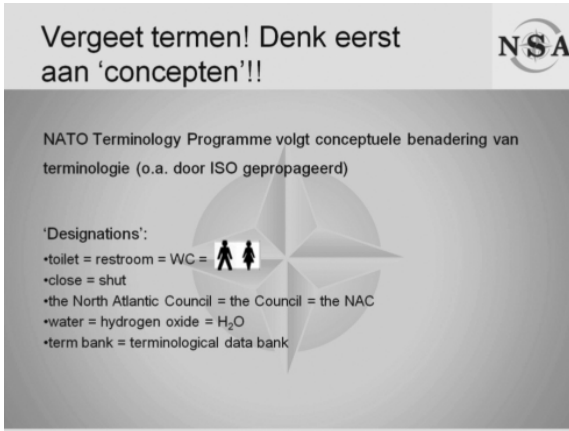 Vergeet termen! Denk eerst
aan ‘concepten’!!
NSA
NATO Terminology Programme volgt conceptuele benadering van
terminologie (o.a. door ISO gepropageerd)
‘Designations’:
•toilet = restroom = WC =
•close = shut
•the North Atlantic Council = the Council = the NAC
•water = hydrogen oxide = H₂O
•term bank = terminological data bank